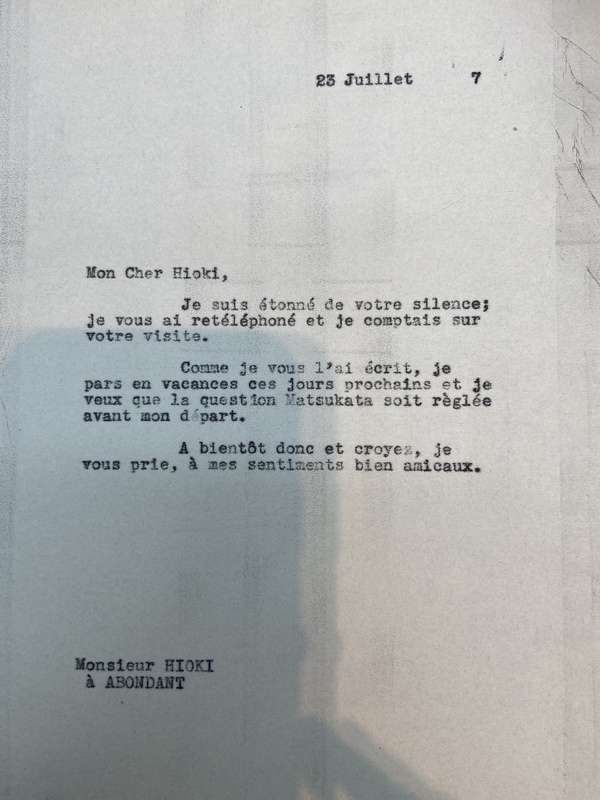 23 Juillet 7
Mon Cher Hioki,
Je suis étonné de votre silence;
je vous ai retéléphoné et je comptais sur
votre visite.
Comme je vous l'ai écrit, je
pars en vacances ces jours prochains et je
veux que la question Matsukata soit règlée
avant mon départ.
A bientôt donc et croyez, je
vous prie, à mes sentiments bien amicaux.
Monsieur HIOKI
à ABONDANT